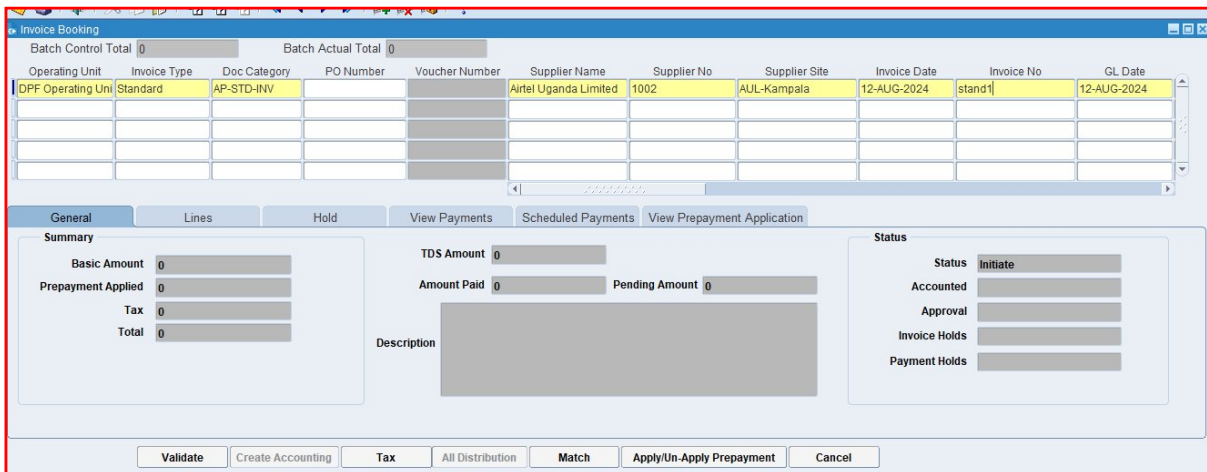 Invoice Booking
Batch Control Total 0 Batch Actual Total 0
Operating Unit Invoice Type Doc Category PO Number Voucher Number Supplier Name Supplier No Supplier Site Invoice Date Invoice No GL Date
DPF Operating Uni Standard AP-STD-INV Airtel Uganda Limited 1002 AUL-Kampala 12-AUG-2024 stand1 12-AUG-2024
General Lines Hold View Payments Scheduled Payments View Prepayment Application
Summary Status
Basic Amount 0 TDS Amount 0 Status Initiate
Prepayment Applied 0 Amount Paid 0 Pending Amount 0 Accounted
Tax 0 Approval
Total 0 Description Invoice Holds
Payment Holds
Validate Create Accounting Tax All Distribution Match Apply/Un-Apply Prepayment Cancel